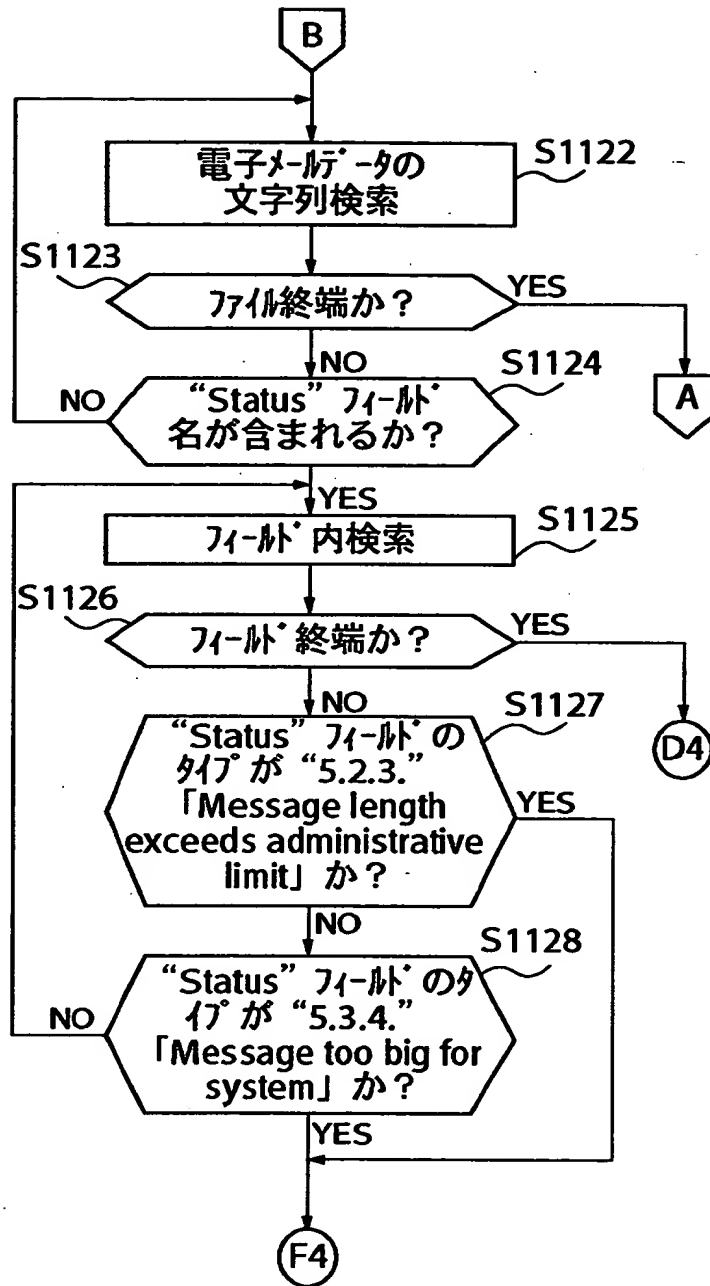 B
電子メールデータの
文字列検索
S1122
S1123
ファイル終端か？
YES
A
NO
S1124
NO
“Status” フィールド
名が含まれるか？
YES
フィールド内検索
S1125
S1126
フィールド終端か？
YES
D4
NO
S1127
“Status” フィールドの
タイプが “5.2.3.”
「Message length
exceeds administrative
limit」か？
YES
NO
S1128
“Status” フィールドのタ
イプが “5.3.4.”
「Message too big for
system」か？
NO
YES
F4